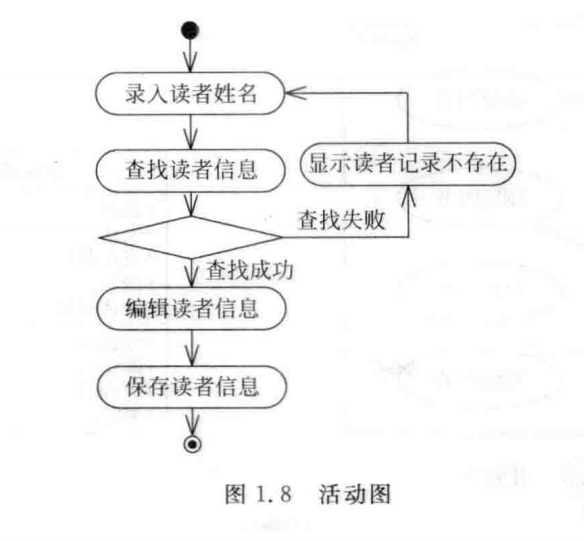 录入读者姓名
查找读者信息
显示读者记录不存在
查找失败
查找成功
编辑读者信息
保存读者信息
图 1.8 活动图